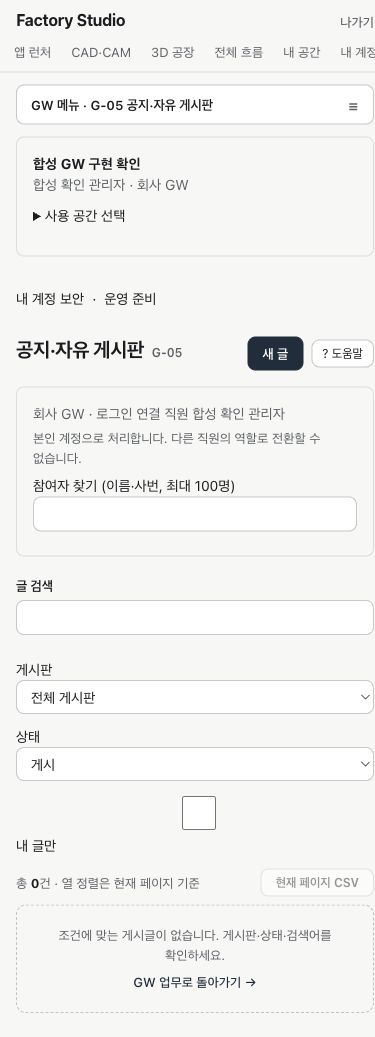 Factory Studio
나가기
앱 런처 CAD·CAM 3D 공장 전체 흐름 내 공간 내 계정
GW 메뉴 · G-05 공지·자유 게시판 ≡
합성 GW 구현 확인
합성 확인 관리자 · 회사 GW
▶ 사용 공간 선택
내 계정 보안 · 운영 준비
공지·자유 게시판 G-05 새 글 ? 도움말
회사 GW · 로그인 연결 직원 합성 확인 관리자
본인 계정으로 처리합니다. 다른 직원의 역할로 전환할 수
없습니다.
참여자 찾기 (이름·사번, 최대 100명)
글 검색
게시판
전체 게시판
상태
게시
내 글만
총 0건 · 열 정렬은 현재 페이지 기준 현재 페이지 CSV
조건에 맞는 게시글이 없습니다. 게시판·상태·검색어를
확인하세요.
GW 업무로 돌아가기 →